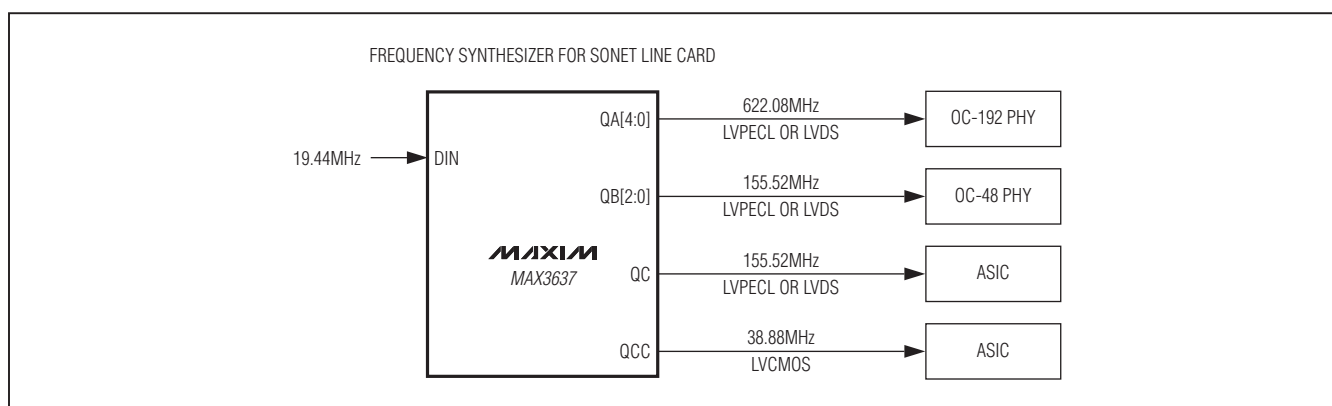 FREQUENCY SYNTHESIZER FOR SONET LINE CARD
19.44MHz
DIN
MAXIM
MAX3637
QA[4:0]
622.08MHz
LVPECL OR LVDS
OC-192 PHY
QB[2:0]
155.52MHz
LVPECL OR LVDS
OC-48 PHY
QC
155.52MHz
LVPECL OR LVDS
ASIC
QCC
38.88MHz
LVCMOS
ASIC